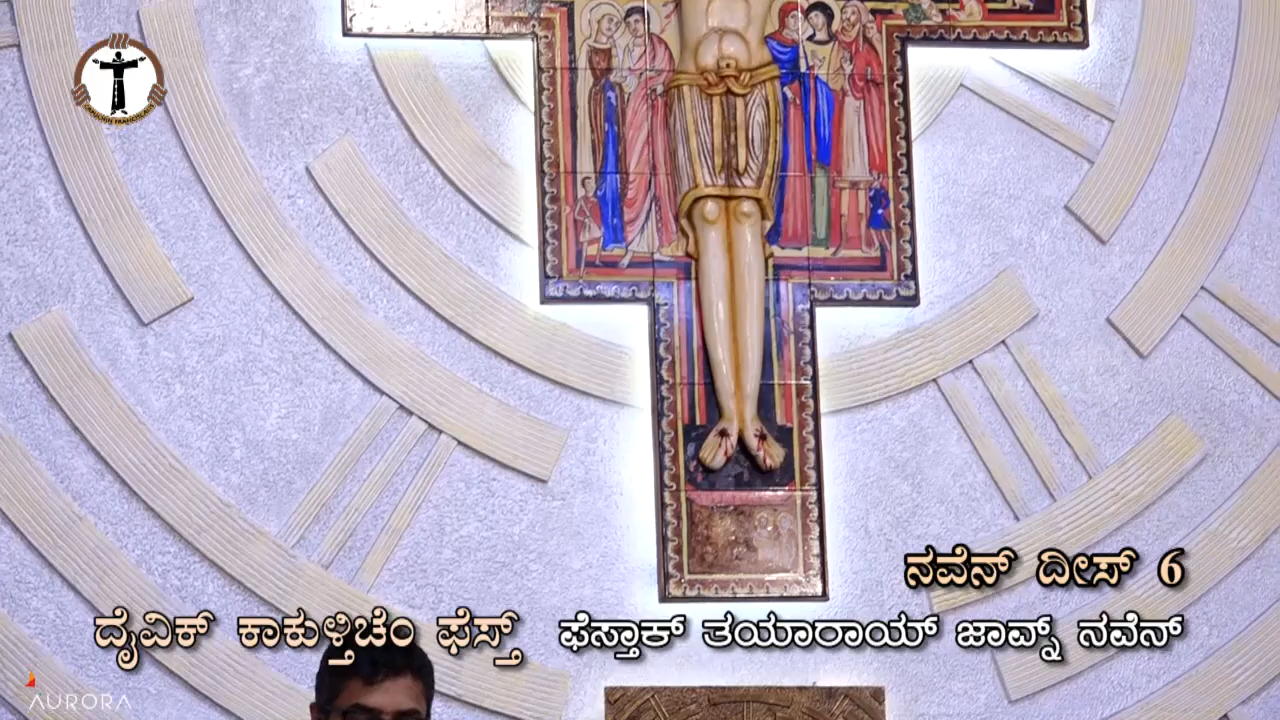 ನವೆನ್ ದೀಸ್ 6
ದೈವಿಕ್ ಕಾಕುಳ್ತಿಚೆಂ ಫೆಸ್ತ್ ಫೆಸ್ತಾಕ್ ತಯಾರಾಯ್ ಜಾವ್ನ್ ನವೆನ್
AURORA